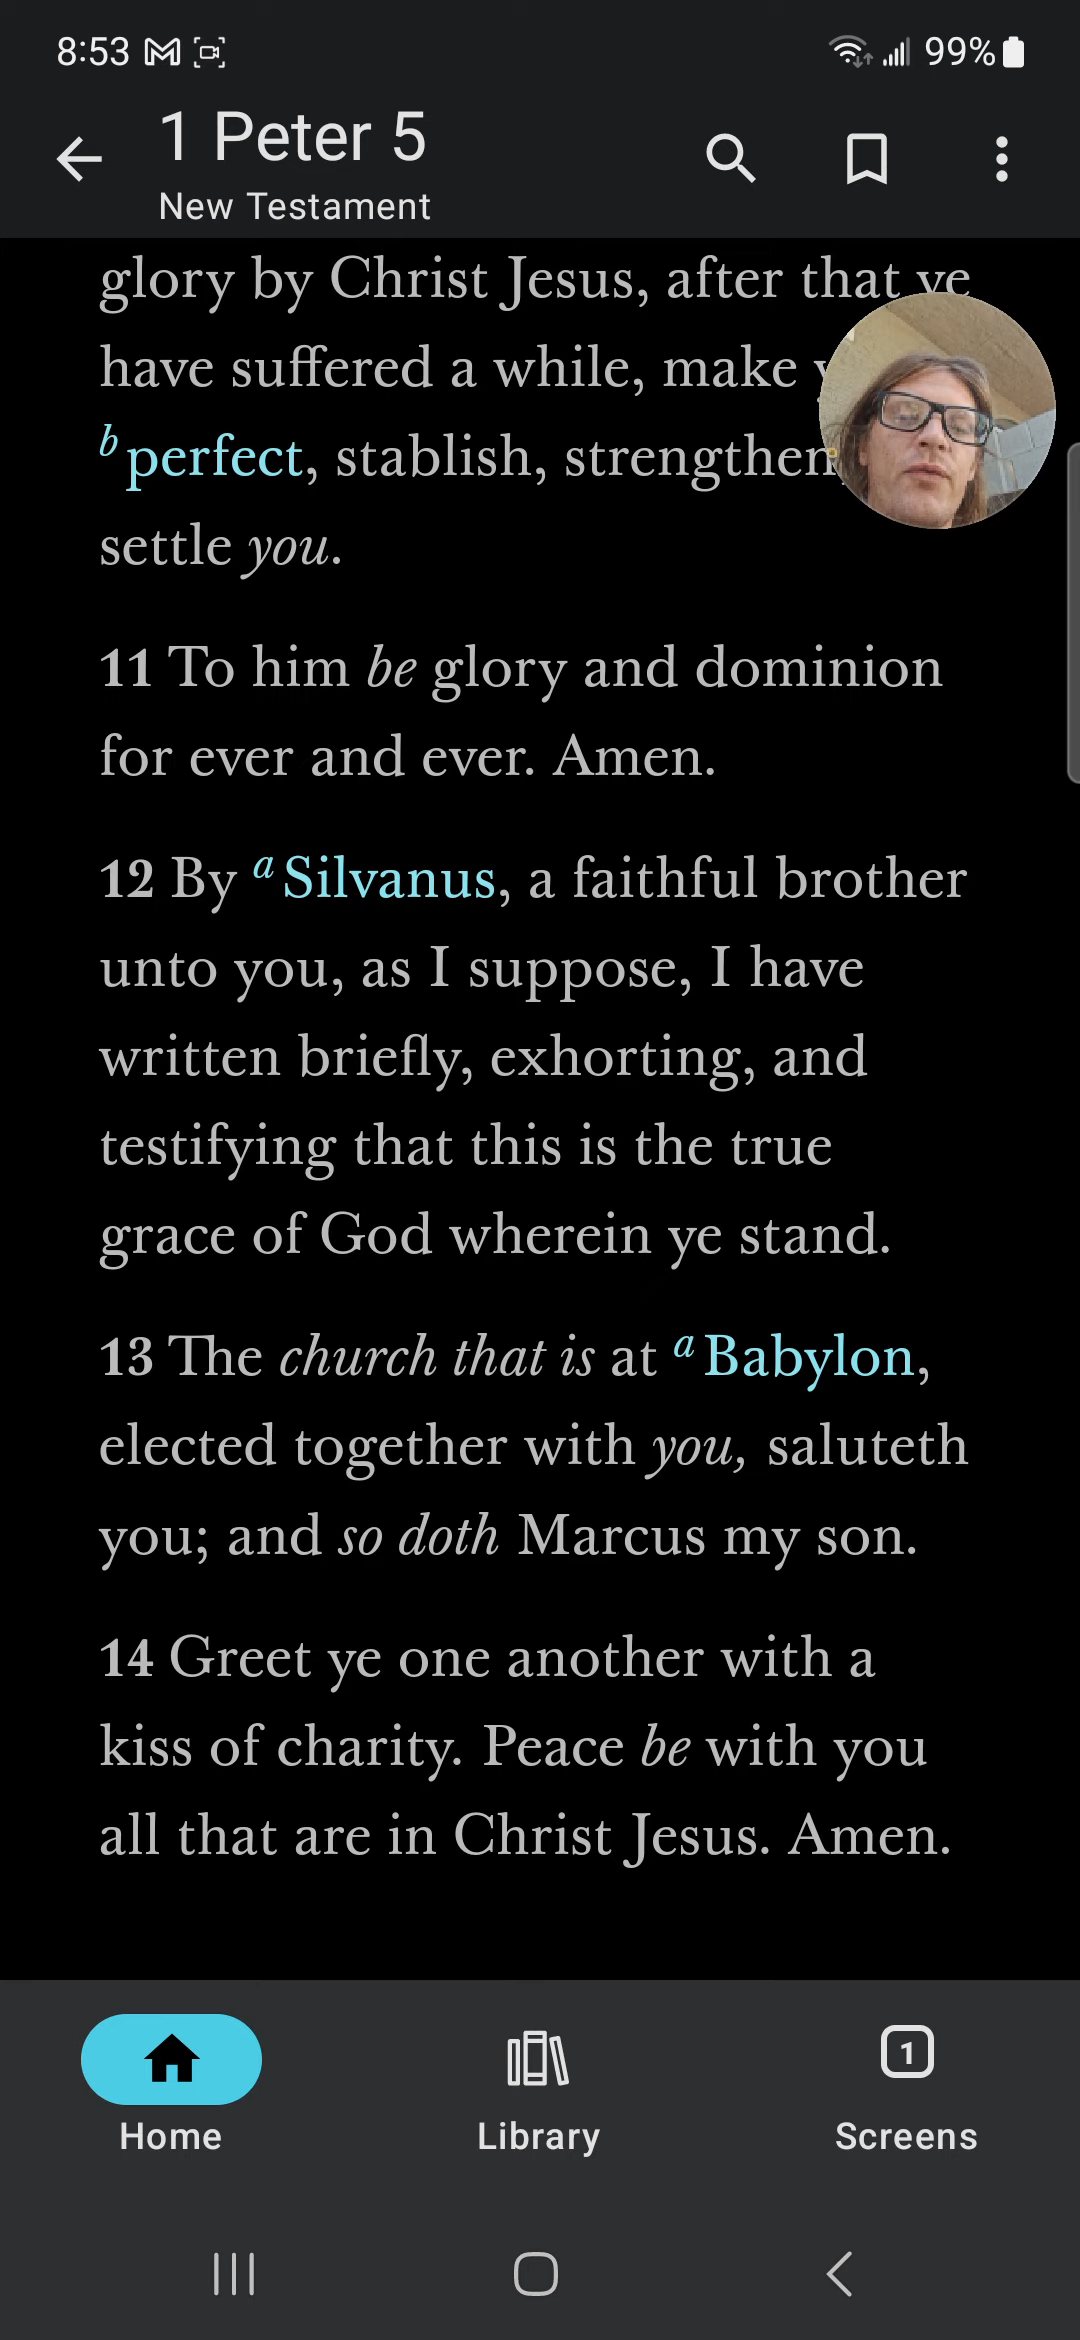 8:53
99%
1 Peter 5
New Testament
glory by Christ Jesus, after that ye
have suffered a while, make
b perfect, stablish, strengthen,
settle you.
11 To him be glory and dominion
for ever and ever. Amen.
12 By a Silvanus, a faithful brother
unto you, as I suppose, I have
written briefly, exhorting, and
testifying that this is the true
grace of God wherein ye stand.
13 The church that is at a Babylon,
elected together with you, saluteth
you; and so doth Marcus my son.
14 Greet ye one another with a
kiss of charity. Peace be with you
all that are in Christ Jesus. Amen.
1
Home
Library
Screens